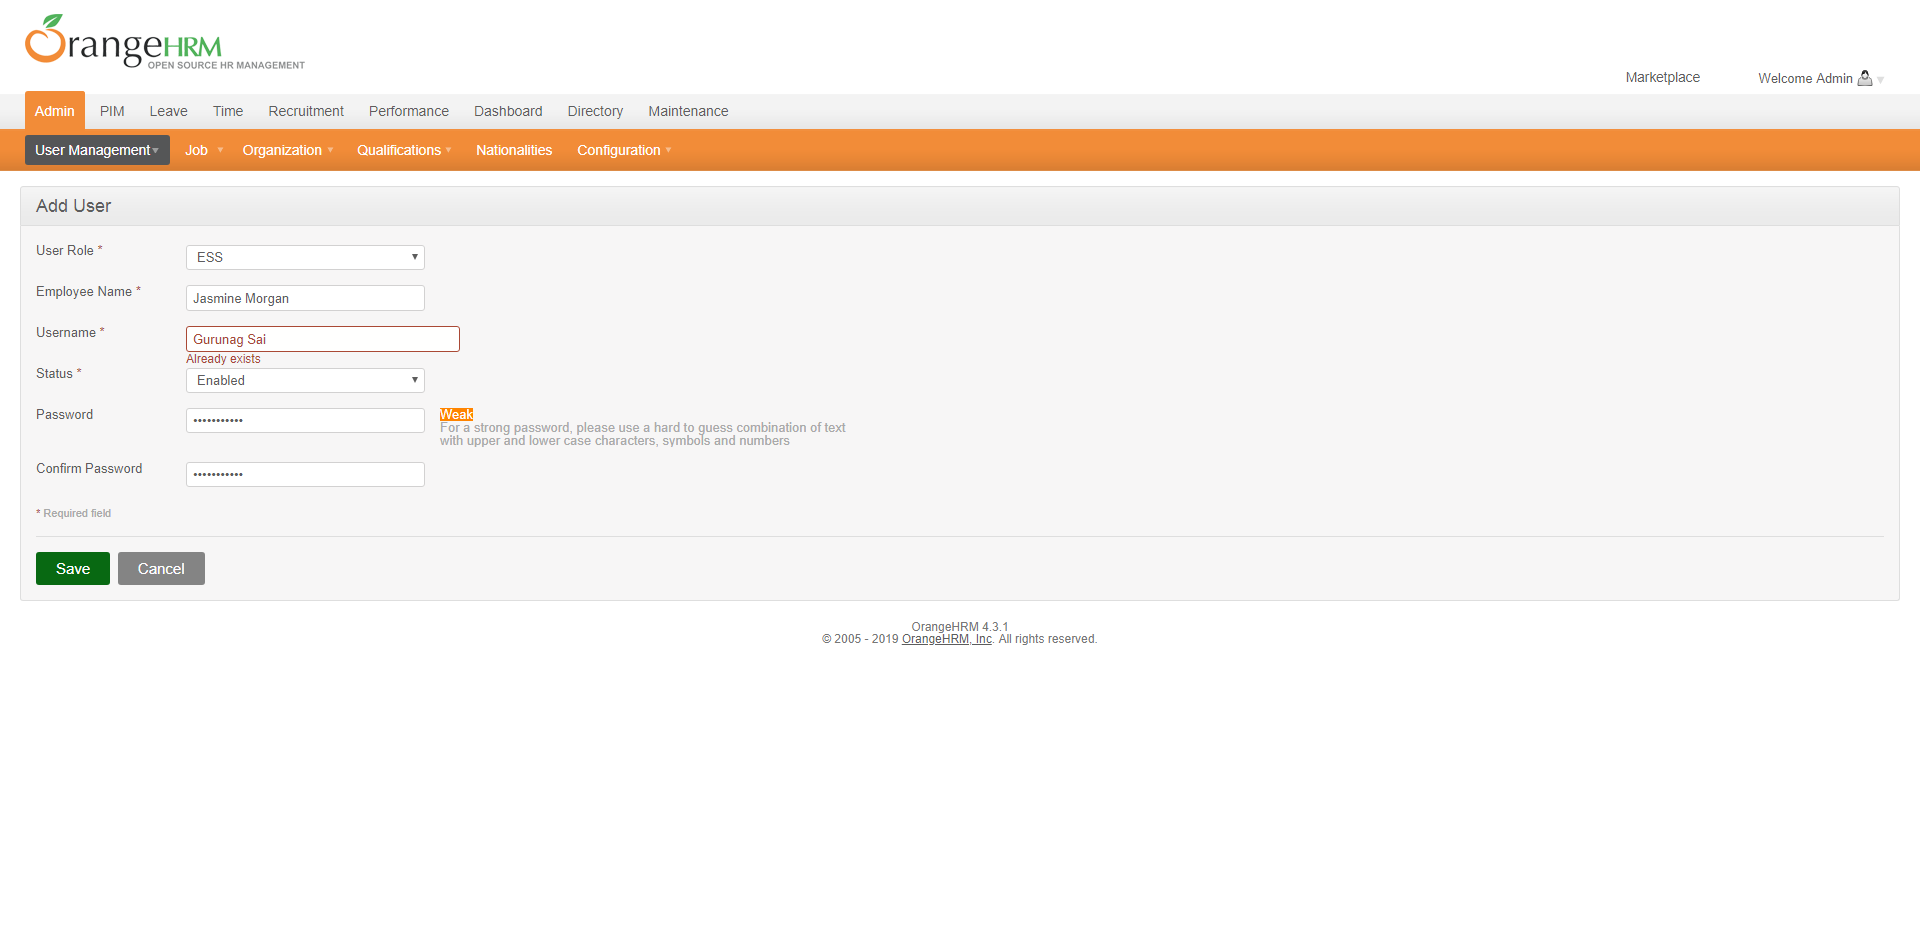 OrangeHRM
OPEN SOURCE HR MANAGEMENT
Marketplace
Welcome Admin
Admin PIM Leave Time Recruitment Performance Dashboard Directory Maintenance
User Management Job Organization Qualifications Nationalities Configuration
Add User
User Role *
ESS
Employee Name *
Jasmine Morgan
Username *
Gurunag Sai
Already exists
Status *
Enabled
Password
•••••••••••
Weak
For a strong password, please use a hard to guess combination of text
with upper and lower case characters, symbols and numbers
Confirm Password
•••••••••••
* Required field
Save Cancel
OrangeHRM 4.3.1
© 2005 - 2019 OrangeHRM, Inc. All rights reserved.